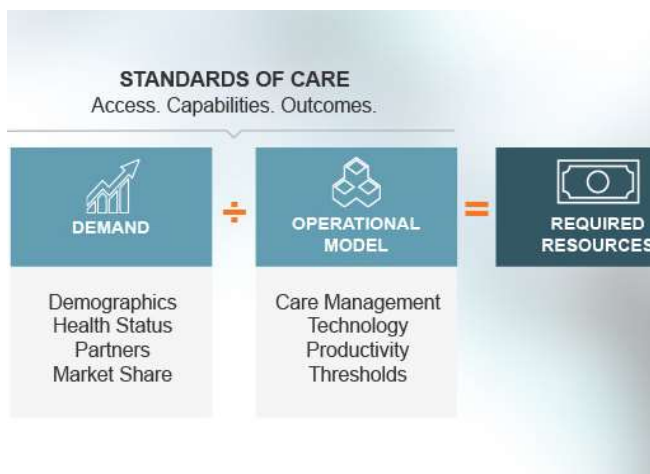 STANDARDS OF CARE
Access. Capabilities. Outcomes.
DEMAND
÷
OPERATIONAL
MODEL
=
REQUIRED
RESOURCES
Demographics
Health Status
Partners
Market Share
Care Management
Technology
Productivity
Thresholds